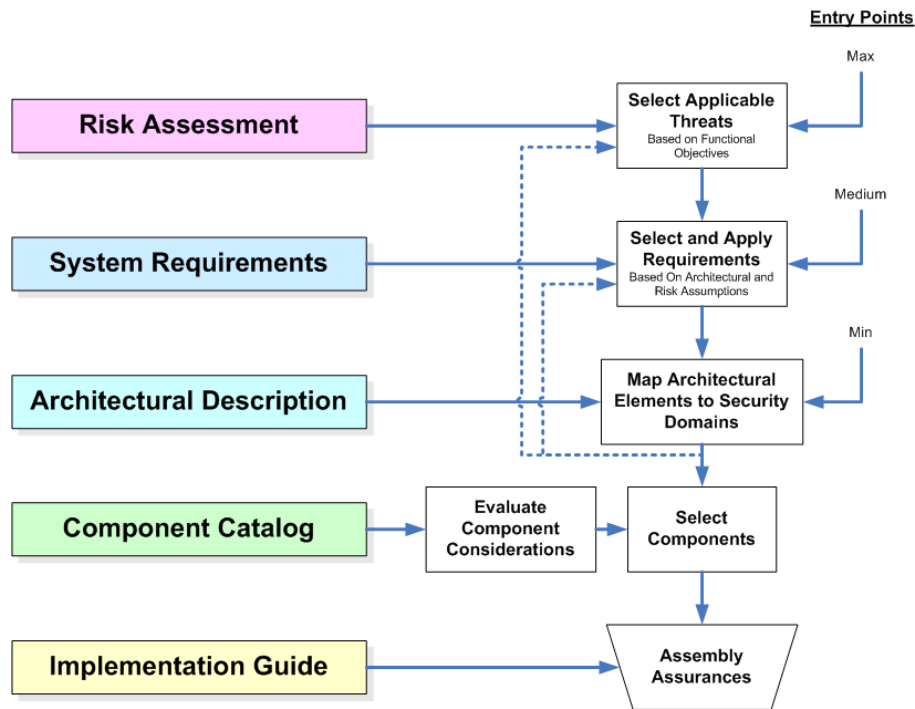 Entry Points
Max
Risk Assessment
Select Applicable
Threats
Based on Functional
Objectives
Medium
System Requirements
Select and Apply
Requirements
Based On Architectural and
Risk Assumptions
Min
Architectural Description
Map Architectural
Elements to Security
Domains
Component Catalog
Evaluate
Component
Considerations
Select
Components
Implementation Guide
Assembly
Assurances